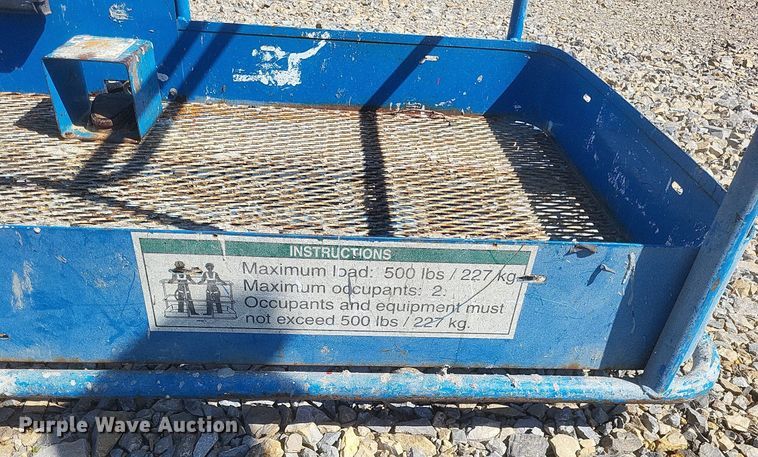 INSTRUCTIONS
Maximum load: 500 lbs / 227 kg.
Maximum occupants: 2.
Occupants and equipment must
not exceed 500 lbs / 227 kg.
Purple Wave Auction